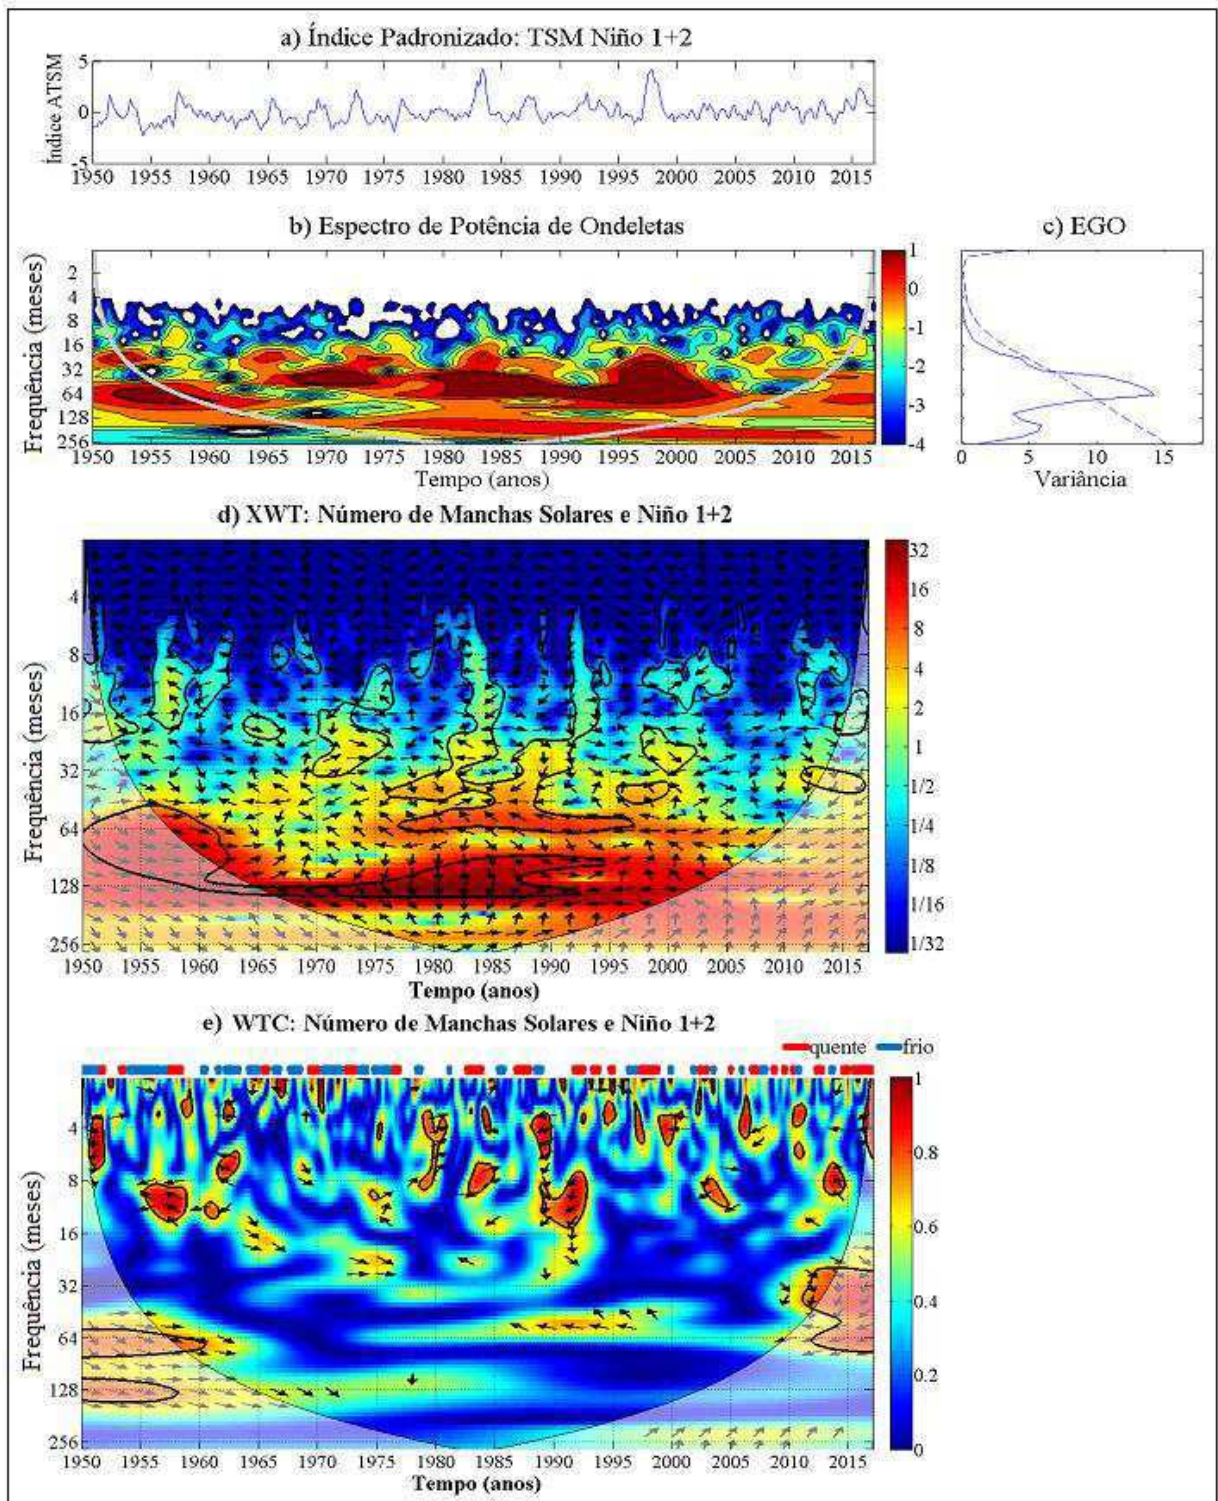 a) Índice Padronizado: TSM Niño 1+2
Índice ATSM
5
0
-5
1950 1955 1960 1965 1970 1975 1980 1985 1990 1995 2000 2005 2010 2015
b) Espectro de Potência de Ondeletas
c) EGO
Frequência (meses)
2
4
8
16
32
64
128
256
1950 1955 1960 1965 1970 1975 1980 1985 1990 1995 2000 2005 2010 2015
Tempo (anos)
1
0
-1
-2
-3
-4
0 5 10 15
Variância
d) XWT: Número de Manchas Solares e Niño 1+2
Frequência (meses)
4
8
16
32
64
128
256
1950 1955 1960 1965 1970 1975 1980 1985 1990 1995 2000 2005 2010 2015
Tempo (anos)
32
16
8
4
2
1
1/2
1/4
1/8
1/16
1/32
e) WTC: Número de Manchas Solares e Niño 1+2
quente frio
Frequência (meses)
4
8
16
32
64
128
256
1950 1955 1960 1965 1970 1975 1980 1985 1990 1995 2000 2005 2010 2015
Tempo (anos)
1
0.8
0.6
0.4
0.2
0